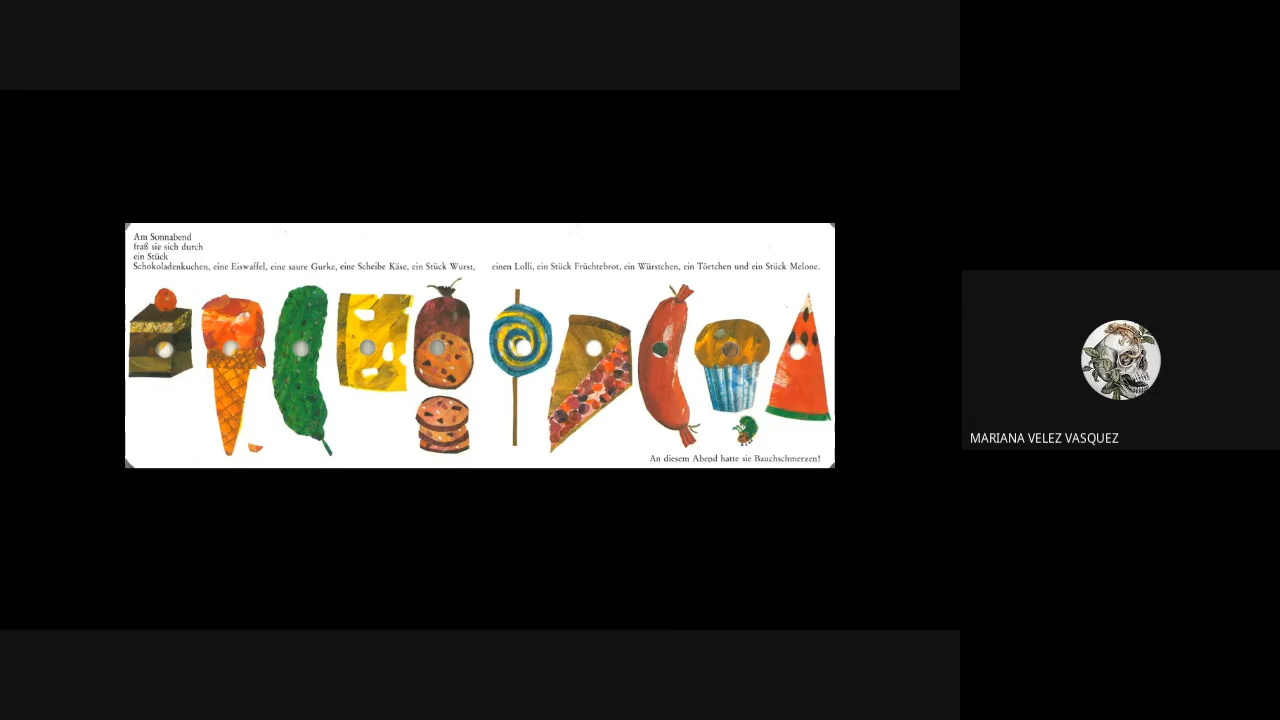 Am Sonnabend
fraß sie sich durch
ein Stück
Schokoladenkuchen, eine Eiswaffel, eine saure Gurke, eine Scheibe Käse, ein Stück Wurst,
einen Lolli, ein Stück Früchtebrot, ein Würstchen, ein Törtchen und ein Stück Melone.
An diesem Abend hatte sie Bauchschmerzen!
MARIANA VELEZ VASQUEZ